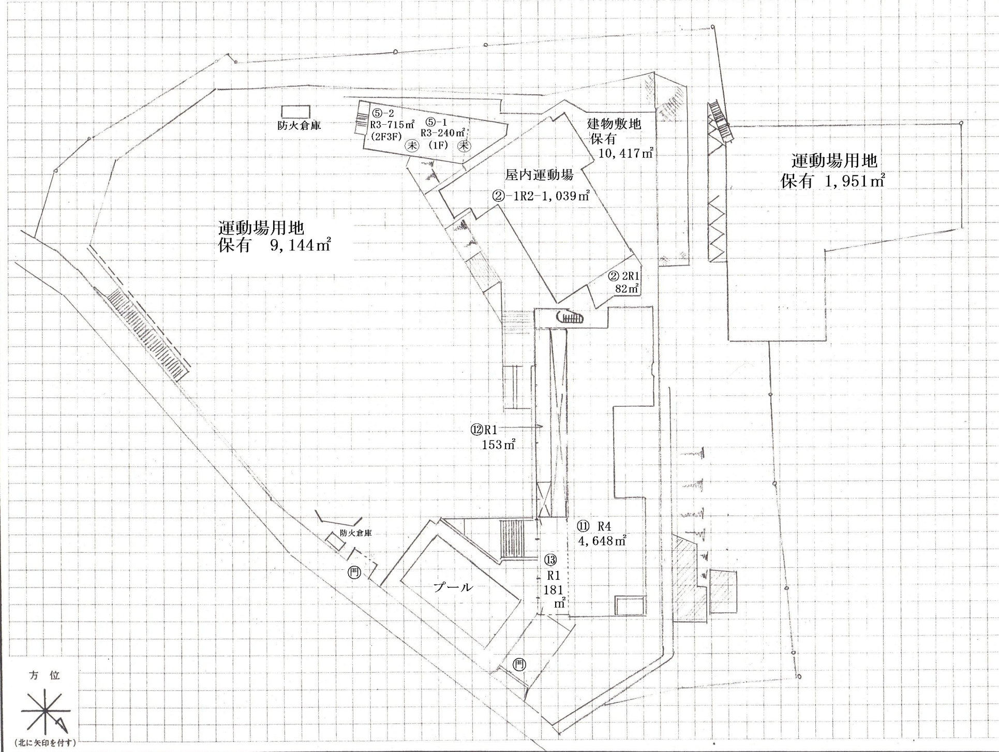 ⑤-2
R3-715㎡
(2F3F)
㊍
⑤-1
R3-240㎡
(1F)
防火倉庫
建物敷地
保有
10,417㎡
運動場用地
保有 1,951㎡
屋内運動場
②-1R2-1,039㎡
運動場用地
保有 9,144㎡
② 2R1
82㎡
⑫R1
153㎡
⑪ R4
4,648㎡
防火倉庫
⑬
R1
181
㎡
門
プール
門
方 位
(北に矢印を付す)